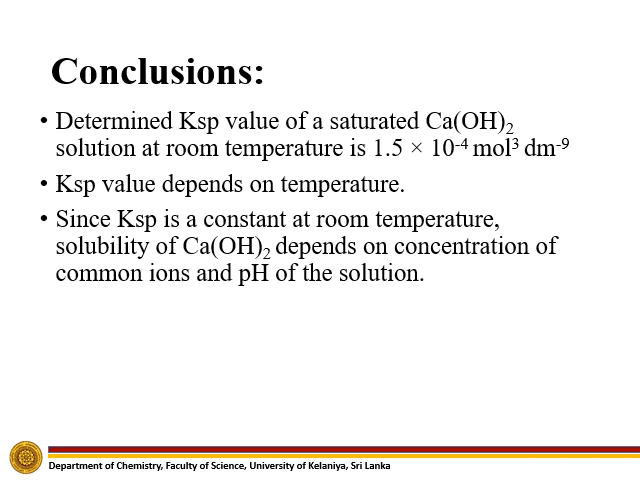 Conclusions:
• Determined Ksp value of a saturated Ca(OH)₂
solution at room temperature is 1.5 × 10⁻⁴ mol³ dm⁻⁹
• Ksp value depends on temperature.
• Since Ksp is a constant at room temperature,
solubility of Ca(OH)₂ depends on concentration of
common ions and pH of the solution.
Department of Chemistry, Faculty of Science, University of Kelaniya, Sri Lanka